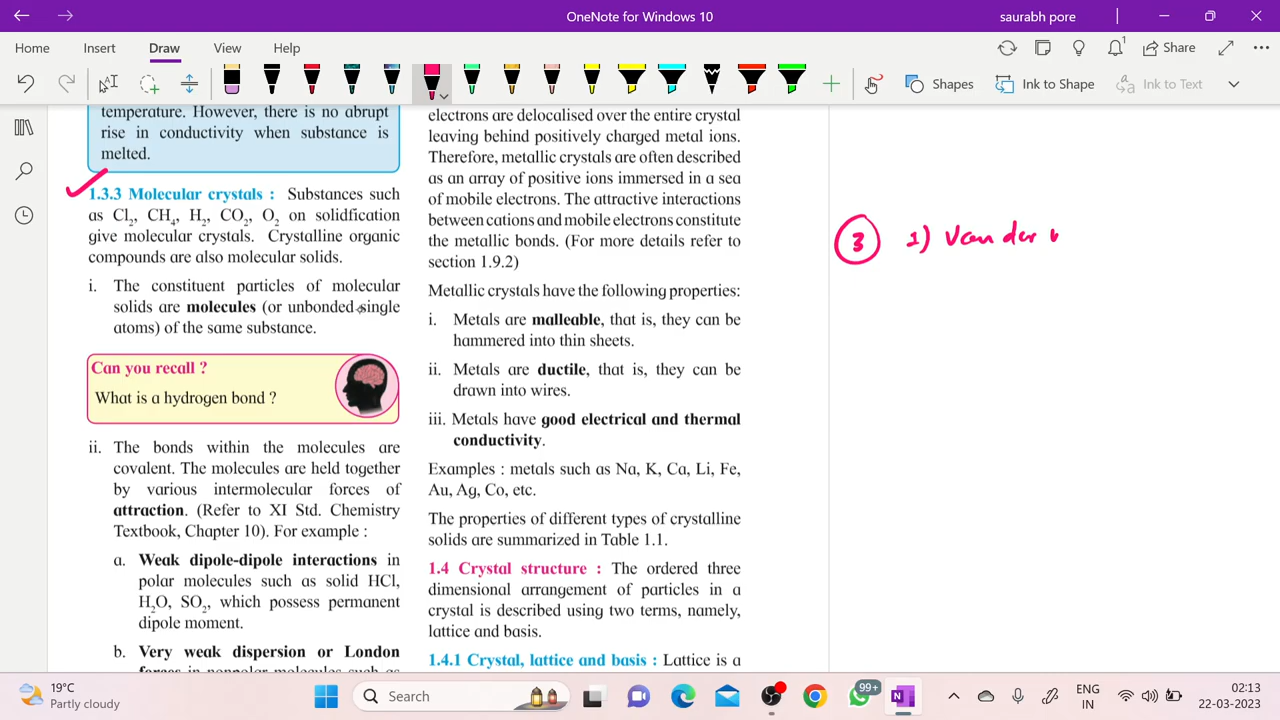 OneNote for Windows 10
saurabh pore
Home Insert Draw View Help
Share
Shapes
Ink to Shape
Ink to Text
temperature. However, there is no abrupt
rise in conductivity when substance is
melted.
1.3.3 Molecular crystals : Substances such
as Cl2, CH4, H2, CO2, O2 on solidfication
give molecular crystals. Crystalline organic
compounds are also molecular solids.
i. The constituent particles of molecular
solids are molecules (or unbonded single
atoms) of the same substance.
Can you recall ?
What is a hydrogen bond ?
ii. The bonds within the molecules are
covalent. The molecules are held together
by various intermolecular forces of
attraction. (Refer to XI Std. Chemistry
Textbook, Chapter 10). For example :
a. Weak dipole-dipole interactions in
polar molecules such as solid HCl,
H2O, SO2, which possess permanent
dipole moment.
b. Very weak dispersion or London
forces in nonpolar molecules such as
electrons are delocalised over the entire crystal
leaving behind positively charged metal ions.
Therefore, metallic crystals are often described
as an array of positive ions immersed in a sea
of mobile electrons. The attractive interactions
between cations and mobile electrons constitute
the metallic bonds. (For more details refer to
section 1.9.2)
Metallic crystals have the following properties:
i. Metals are malleable, that is, they can be
hammered into thin sheets.
ii. Metals are ductile, that is, they can be
drawn into wires.
iii. Metals have good electrical and thermal
conductivity.
Examples : metals such as Na, K, Ca, Li, Fe,
Au, Ag, Co, etc.
The properties of different types of crystalline
solids are summarized in Table 1.1.
1.4 Crystal structure : The ordered three
dimensional arrangement of particles in a
crystal is described using two terms, namely,
lattice and basis.
1.4.1 Crystal, lattice and basis : Lattice is a
3 1) Van der
19°C
Partly cloudy
Search
99+
ENG
IN
02:13
22-03-2023